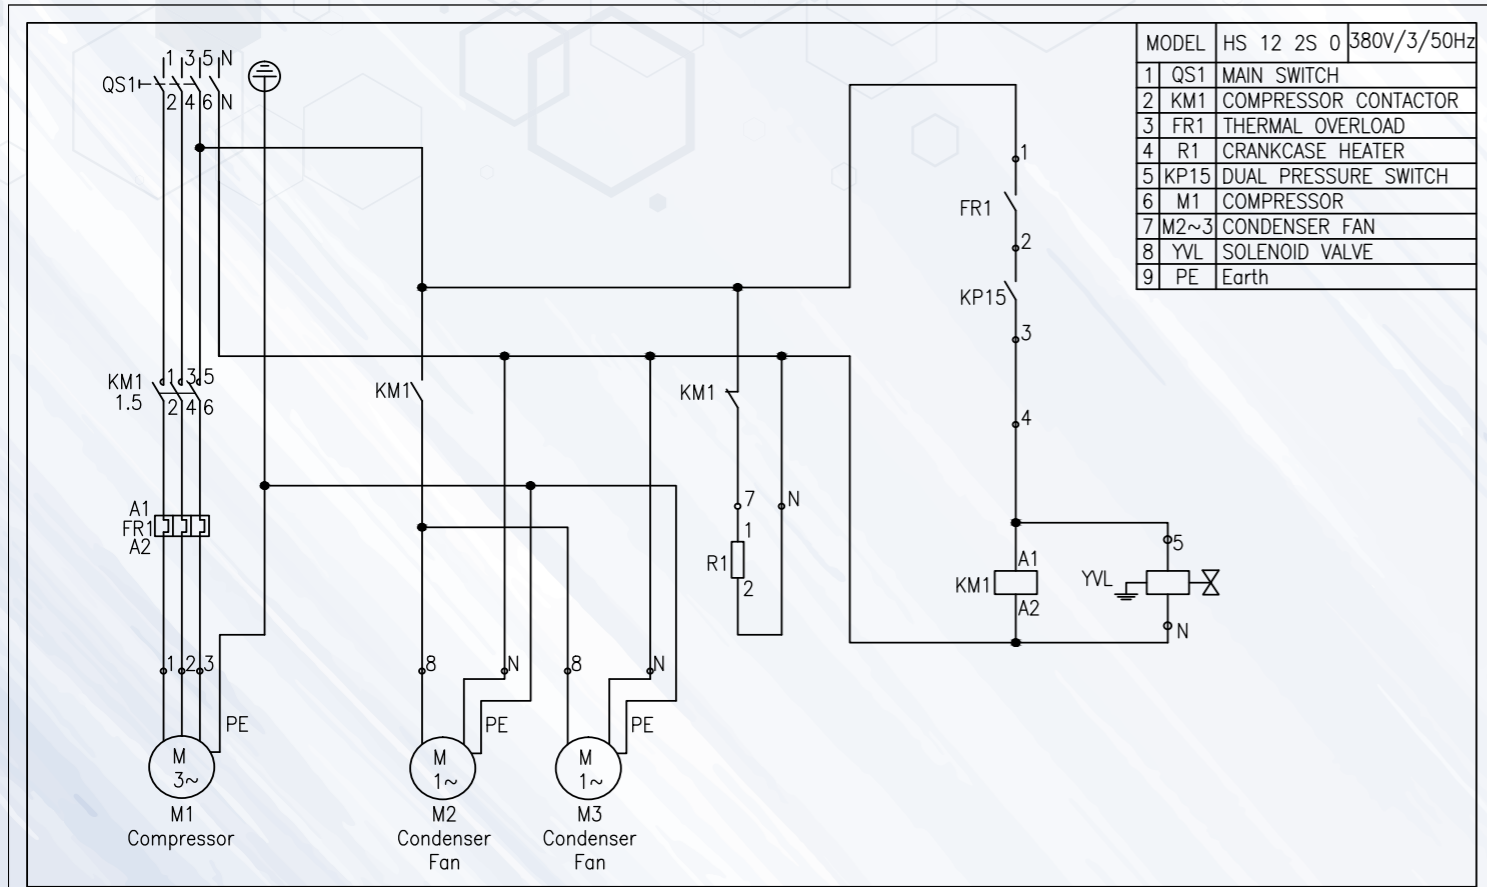 MODEL HS 12 2S 0 380V/3/50Hz
1 QS1 MAIN SWITCH
2 KM1 COMPRESSOR CONTACTOR
3 FR1 THERMAL OVERLOAD
4 R1 CRANKCASE HEATER
5 KP15 DUAL PRESSURE SWITCH
6 M1 COMPRESSOR
7 M2~3 CONDENSER FAN
8 YVL SOLENOID VALVE
9 PE Earth
1 3 5 N
QS1
2 4 6 N
1
FR1
2
KP15
3
4
KM1 1 3 5
1.5 2 4 6
KM1
KM1
A1
FR1
A2
7 N
1
R1
2
5
A1
KM1
A2
YVL
N
1 2 3
8 N
8 N
PE
PE
PE
M
3~
M
1~
M
1~
M1
Compressor
M2
Condenser
Fan
M3
Condenser
Fan